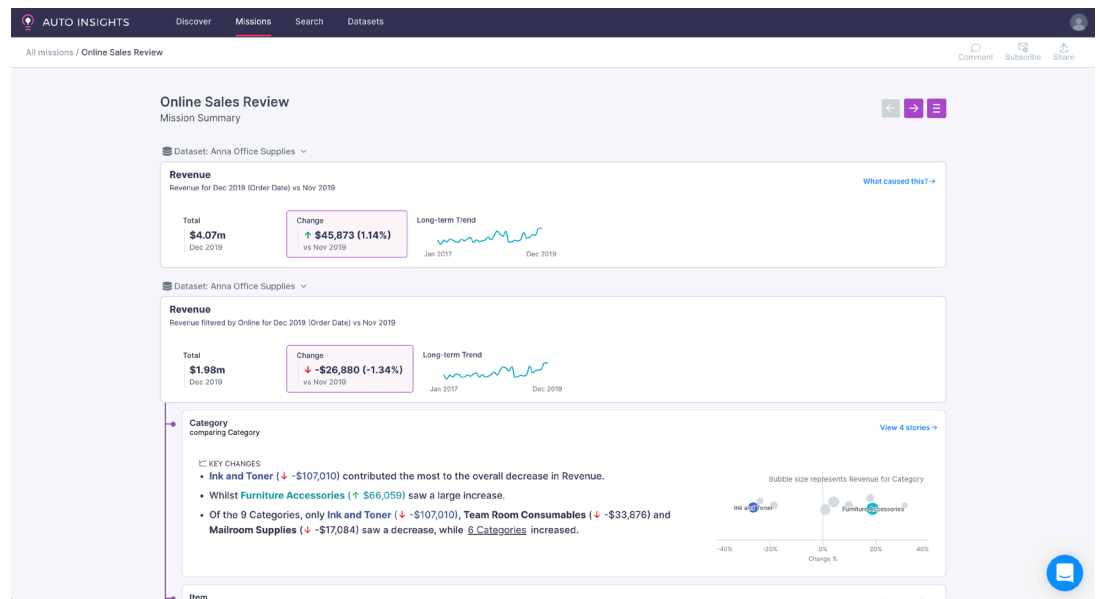 AUTO INSIGHTS Discover Missions Search Datasets
All missions / Online Sales Review
Comment Subscribe Share
Online Sales Review
Mission Summary
Dataset: Anna Office Supplies
Revenue
Revenue for Dec 2019 (Order Date) vs Nov 2019
What caused this? →
Total
$4.07m
Dec 2019
Change
↑ $45,873 (1.14%)
vs Nov 2019
Long-term Trend
Jan 2017 Dec 2019
Dataset: Anna Office Supplies
Revenue
Revenue filtered by Online for Dec 2019 (Order Date) vs Nov 2019
Total
$1.98m
Dec 2019
Change
↓ -$26,880 (-1.34%)
vs Nov 2019
Long-term Trend
Jan 2017 Dec 2019
Category
comparing Category
View 4 stories →
KEY CHANGES
• Ink and Toner (↓ -$107,010) contributed the most to the overall decrease in Revenue.
• Whilst Furniture Accessories (↑ $66,059) saw a large increase.
• Of the 9 Categories, only Ink and Toner (↓ -$107,010), Team Room Consumables (↓ -$33,876) and
Mailroom Supplies (↓ -$17,084) saw a decrease, while 6 Categories increased.
Bubble size represents Revenue for Category
Ink and Toner Furniture Accessories
-40% -20% 0% 20% 40%
Change %
Item